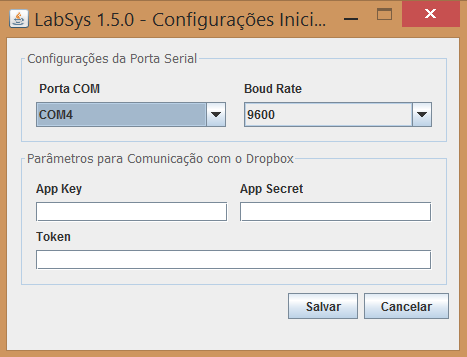 LabSys 1.5.0 - Configurações Inici...
Configurações da Porta Serial
Porta COM
Boud Rate
COM4
9600
Parâmetros para Comunicação com o Dropbox
App Key
App Secret
Token
Salvar
Cancelar